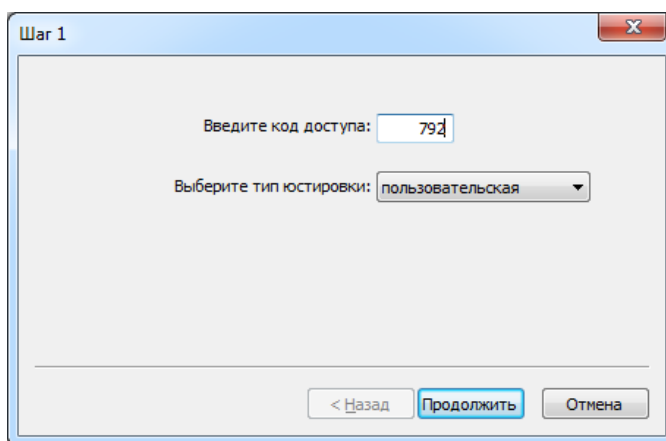 Шаг 1
Введите код доступа: 792
Выберите тип юстировки: пользовательская
< Назад Продолжить Отмена